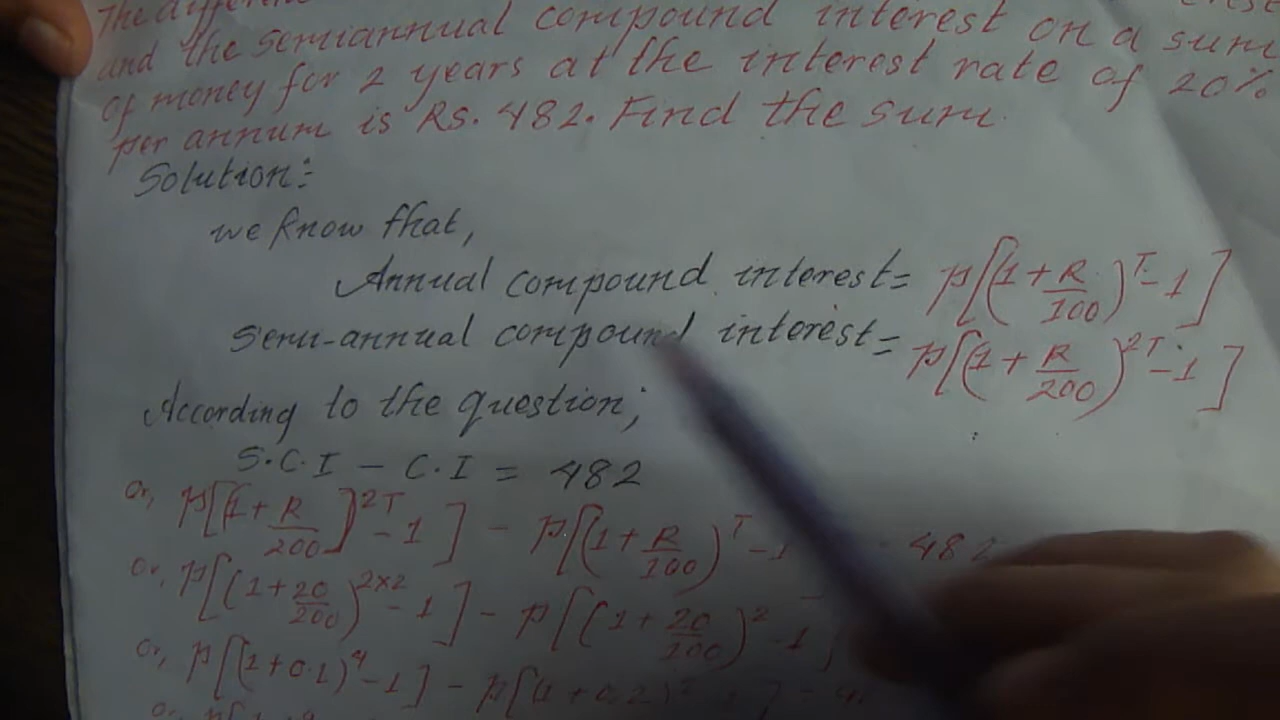 The
and the semiannual compound interest on a sum
of money for 2 years at the interest rate of 20%
per annum is Rs. 482. Find the sum
Solution:-
we know that,
Annual compound interest = P[(1 + R/100)^T - 1]
Semi-annual compound interest = P[(1 + R/200)^2T - 1]
According to the question;
S.C.I - C.I = 482
or, P[(1 + R/200]^2T - 1] - P[(1 + R/100)^T - 1 482
or, P[(1 + 20/200)^2×2 - 1] - P[(1 + 20/100)^2 - 1]
or, P[(1 + 0.1)^4 - 1] - P[(1 + 0.2)^2
or, P[